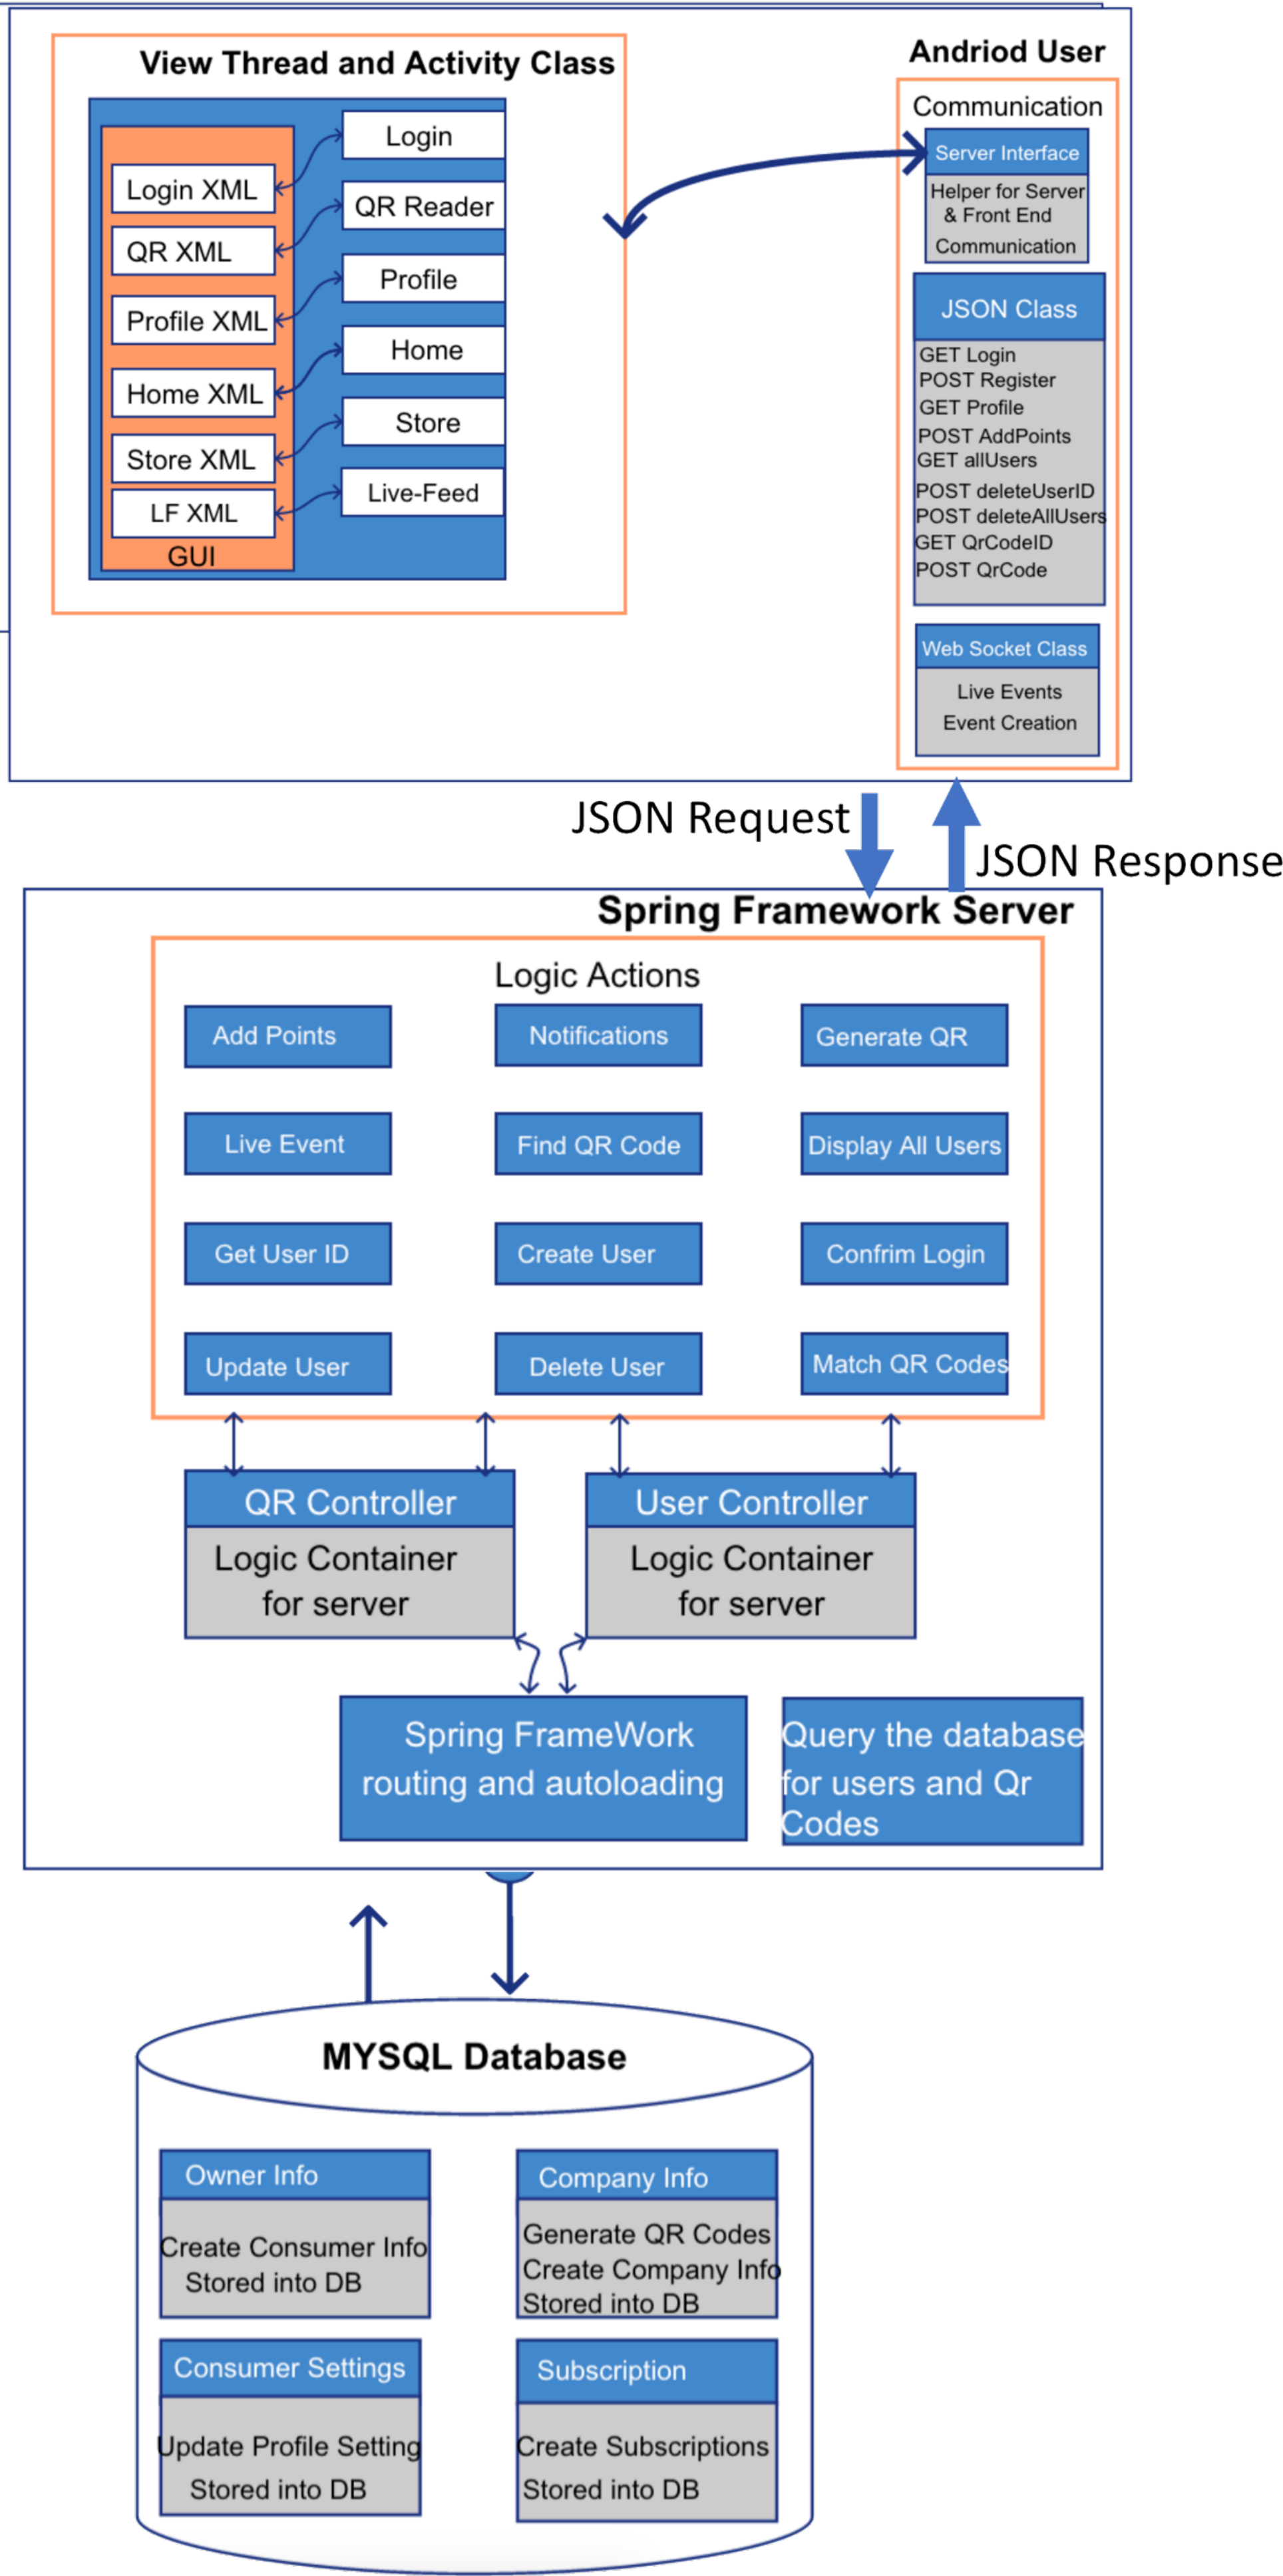 View Thread and Activity Class
Login
QR Reader
Profile
Home
Store
Live-Feed
Login XML
QR XML
Profile XML
Home XML
Store XML
LF XML
GUI
Andriod User
Communication
Server Interface
Helper for Server
& Front End
Communication
JSON Class
GET Login
POST Register
GET Profile
POST AddPoints
GET allUsers
POST deleteUserID
POST deleteAllUsers
GET QrCodeID
POST QrCode
Web Socket Class
Live Events
Event Creation
JSON Request
JSON Response
Spring Framework Server
Logic Actions
Add Points
Notifications
Generate QR
Live Event
Find QR Code
Display All Users
Get User ID
Create User
Confrim Login
Update User
Delete User
Match QR Codes
QR Controller
Logic Container
for server
User Controller
Logic Container
for server
Spring FrameWork
routing and autoloading
Query the database
for users and Qr
Codes
MYSQL Database
Owner Info
Create Consumer Info
Stored into DB
Company Info
Generate QR Codes
Create Company Info
Stored into DB
Consumer Settings
Update Profile Setting
Stored into DB
Subscription
Create Subscriptions
Stored into DB